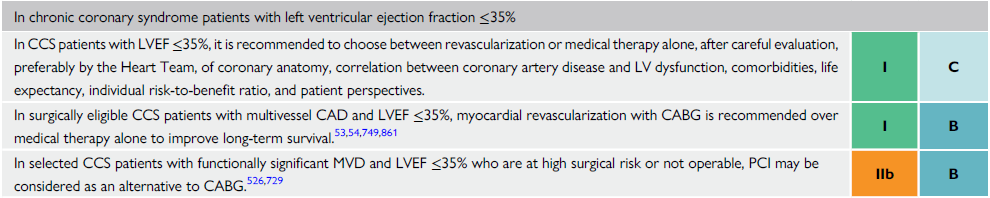 In chronic coronary syndrome patients with left ventricular ejection fraction ≤35%
In CCS patients with LVEF ≤35%, it is recommended to choose between revascularization or medical therapy alone, after careful evaluation,
preferably by the Heart Team, of coronary anatomy, correlation between coronary artery disease and LV dysfunction, comorbidities, life
expectancy, individual risk-to-benefit ratio, and patient perspectives.
I
C
In surgically eligible CCS patients with multivessel CAD and LVEF ≤35%, myocardial revascularization with CABG is recommended over
medical therapy alone to improve long-term survival.53,54,749,861
I
B
In selected CCS patients with functionally significant MVD and LVEF ≤35% who are at high surgical risk or not operable, PCI may be
considered as an alternative to CABG.526,729
IIb
B